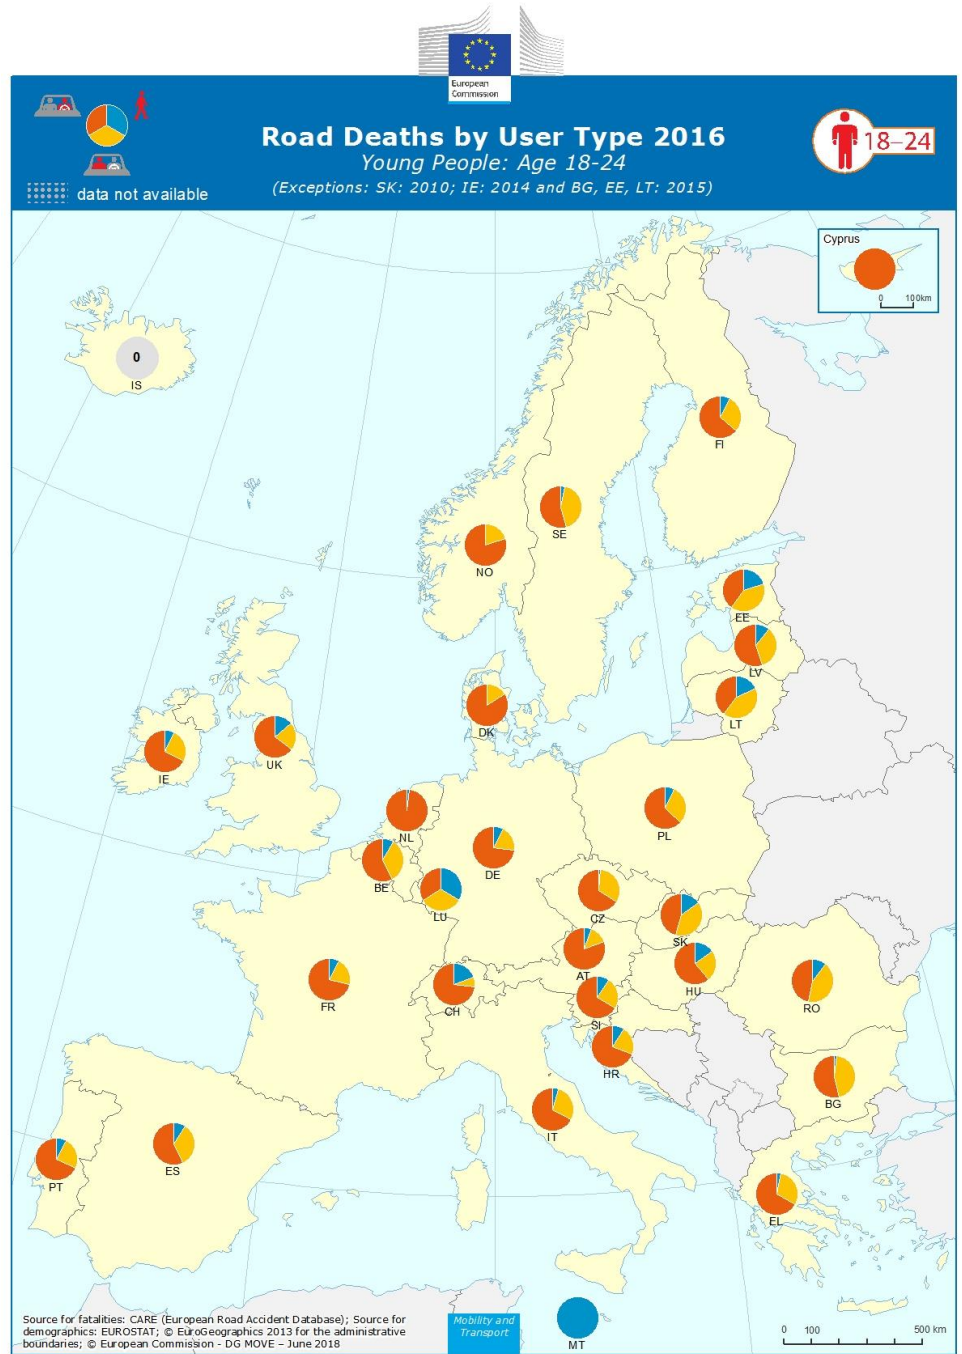 European
Commission
Road Deaths by User Type 2016
Young People: Age 18-24
(Exceptions: SK: 2010; IE: 2014 and BG, EE, LT: 2015)
18–24
data not available
Cyprus
0 100km
0
IS
FI
SE
NO
EE
LV
LT
DK
IE
UK
NL
PL
BE
DE
LU
CZ
SK
AT
HU
FR
CH
SI
RO
HR
BG
IT
ES
PT
EL
MT
Source for fatalities: CARE (European Road Accident Database); Source for
demographics: EUROSTAT; © EuroGeographics 2013 for the administrative
boundaries; © European Commission - DG MOVE – June 2018
Mobility and
Transport
0 100 500 km